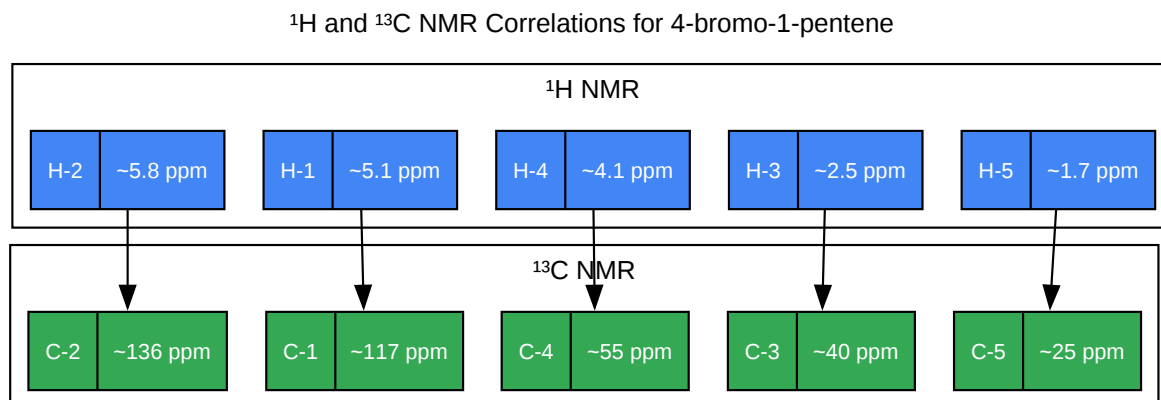 ¹H and ¹³C NMR Correlations for 4-bromo-1-pentene
¹H NMR
H-2 ~5.8 ppm H-1 ~5.1 ppm H-4 ~4.1 ppm H-3 ~2.5 ppm H-5 ~1.7 ppm
¹³C NMR
C-2 ~136 ppm C-1 ~117 ppm C-4 ~55 ppm C-3 ~40 ppm C-5 ~25 ppm